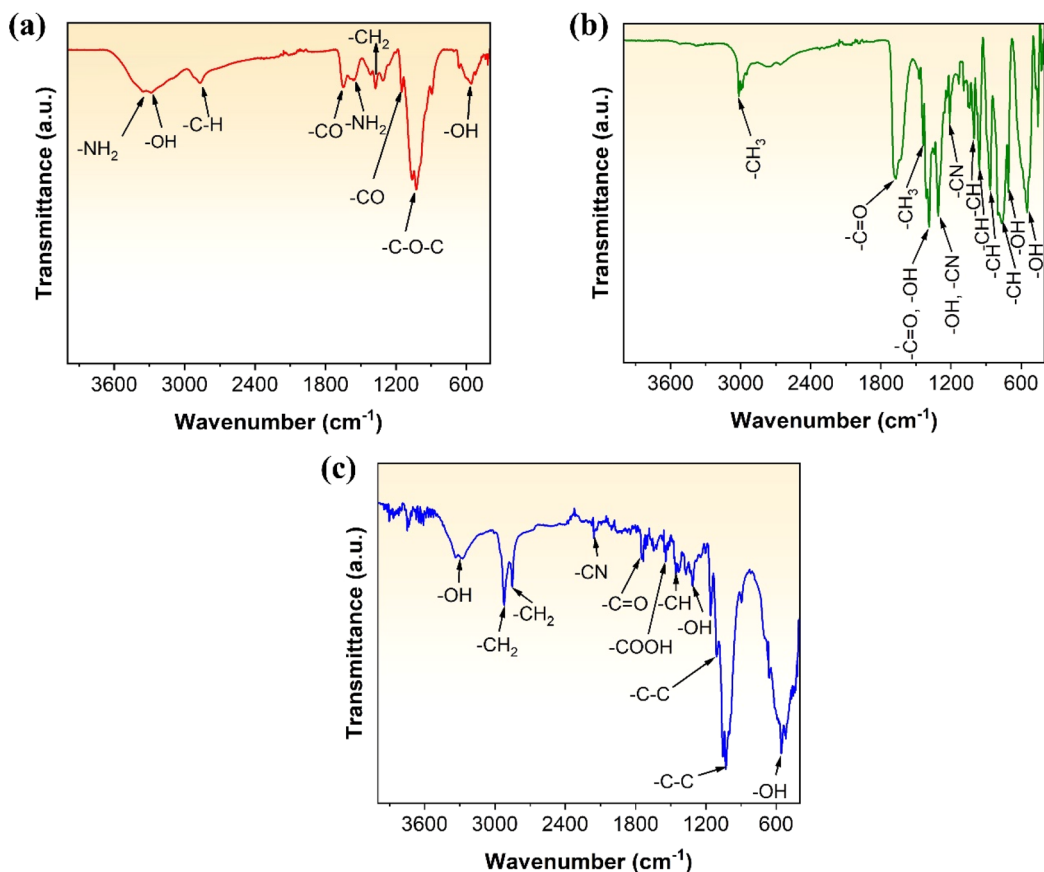 (a)
Transmittance (a.u.)
-CH₂
-NH₂
-OH
-C-H
-CO
-NH₂
-CO
-C-O-C
-OH
3600 3000 2400 1800 1200 600
Wavenumber (cm⁻¹)
(b)
Transmittance (a.u.)
-CH₃
-C=O
-CH₃
-C=O, -OH
-OH, -CN
-CN
-CH
-CH
-CH
-CH
-OH
-OH
3600 3000 2400 1800 1200 600
Wavenumber (cm⁻¹)
(c)
Transmittance (a.u.)
-OH
-CH₂
-CH₂
-CN
-C=O
-COOH
-CH
-OH
-C-C
-C-C
-OH
3600 3000 2400 1800 1200 600
Wavenumber (cm⁻¹)